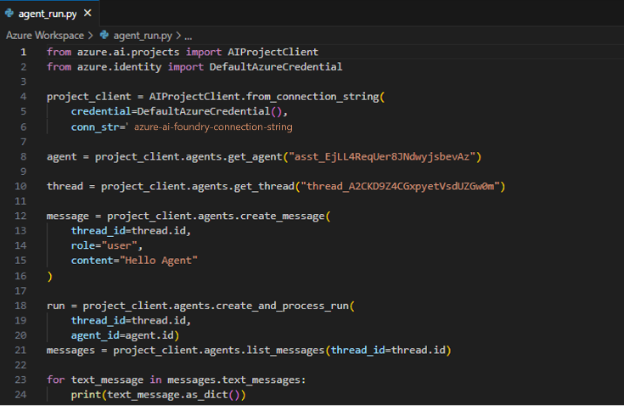 agent_run.py ×
Azure Workspace > agent_run.py > ...
1 from azure.ai.projects import AIProjectClient
2 from azure.identity import DefaultAzureCredential
3
4 project_client = AIProjectClient.from_connection_string(
5     credential=DefaultAzureCredential(),
6     conn_str=' azure-ai-foundry-connection-string
7
8 agent = project_client.agents.get_agent("asst_EjLL4ReqUer8JNdwyjsbevAz")
9
10 thread = project_client.agents.get_thread("thread_A2CKD9Z4CGxpyetVsdUZGw0m")
11
12 message = project_client.agents.create_message(
13     thread_id=thread.id,
14     role="user",
15     content="Hello Agent"
16 )
17
18 run = project_client.agents.create_and_process_run(
19     thread_id=thread.id,
20     agent_id=agent.id)
21 messages = project_client.agents.list_messages(thread_id=thread.id)
22
23 for text_message in messages.text_messages:
24     print(text_message.as_dict())